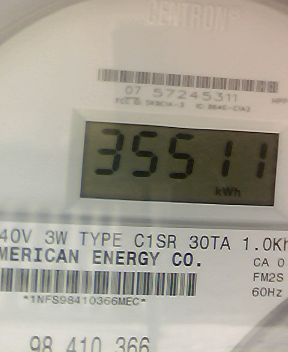 CENTRON®
07 57245311
35511
kWh
40V 3W TYPE C1SR 30TA 1.0Kh
MERICAN ENERGY CO.
CA 0
FM2S
60Hz
*1NFS98410366MEC*
98 410 366